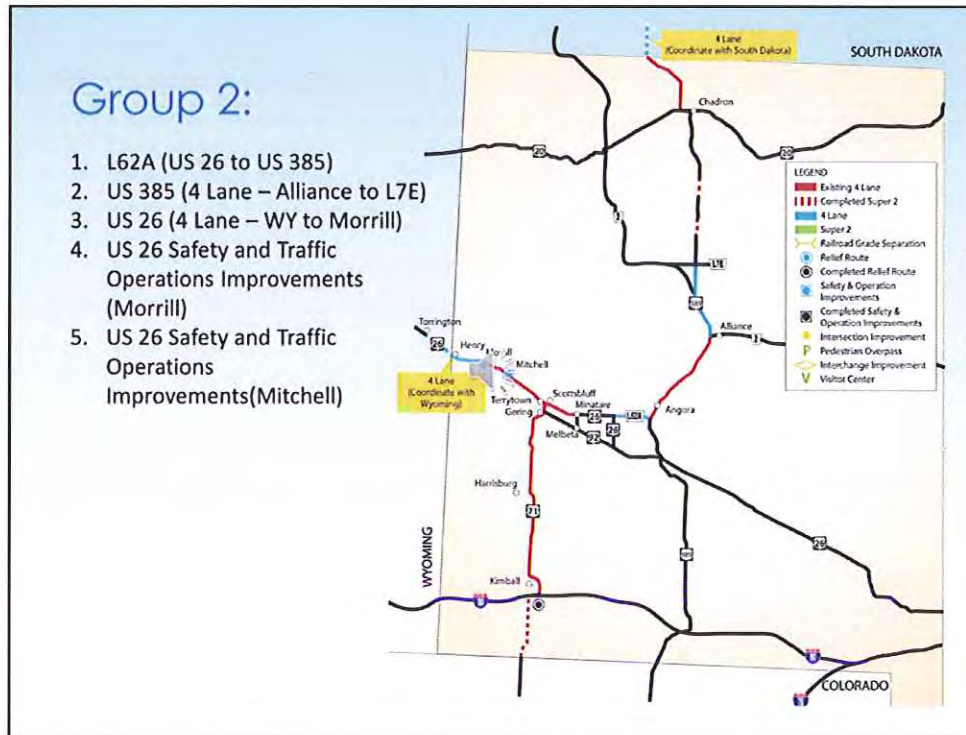 Group 2:
1. L62A (US 26 to US 385)
2. US 385 (4 Lane – Alliance to L7E)
3. US 26 (4 Lane – WY to Morrill)
4. US 26 Safety and Traffic
Operations Improvements
(Morrill)
5. US 26 Safety and Traffic
Operations
Improvements(Mitchell)
4 Lane
(Coordinate with South Dakota)
SOUTH DAKOTA
Chadron
20
20
LEGEND
Existing 4 Lane
Completed Super 2
4 Lane
Super 2
Railroad Grade Separation
Relief Route
Completed Relief Route
Safety & Operation
Improvements
Completed Safety &
Operation Improvements
Intersection Improvement
P Pedestrian Overpass
Interchange Improvement
V Visitor Center
2
L7E
385
Alliance
2
Torrington
26
Henry
Mitchell
4 Lane
(Coordinate with
Wyoming)
Terrytown
Gering
Scottsbluff
Minatare
26
Angora
Melbeta
92
26
Harrisburg
71
26
385
WYOMING
Kimball
COLORADO